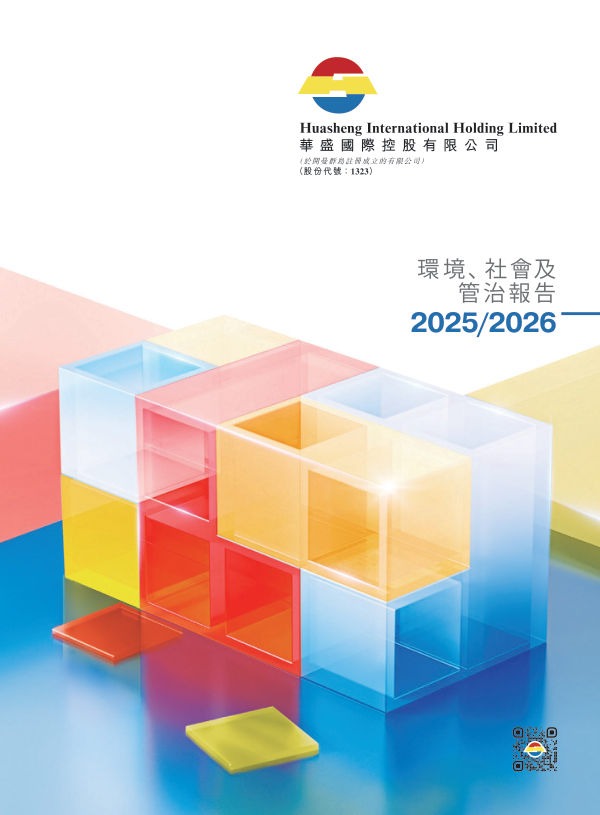 Huasheng International Holding Limited
華盛國際控股有限公司
(於開曼群島註冊成立的有限公司)
(股份代號：1323)
環境、社會及
管治報告
2025/2026